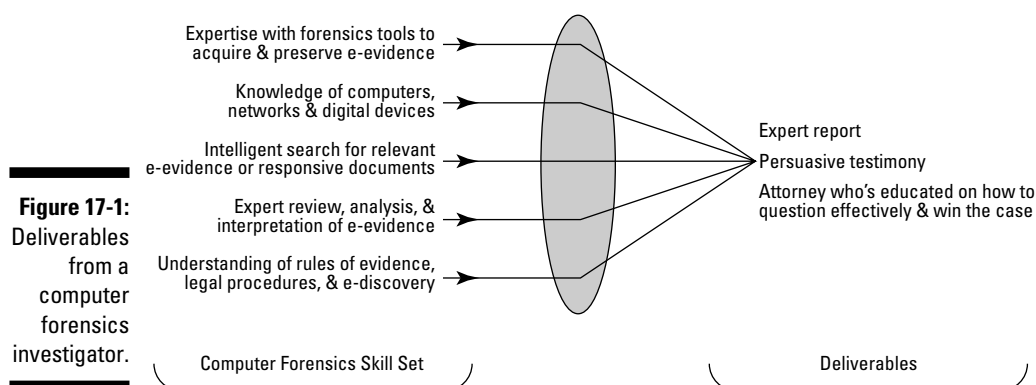 Expertise with forensics tools to
acquire & preserve e-evidence
Knowledge of computers,
networks & digital devices
Intelligent search for relevant
e-evidence or responsive documents
Expert review, analysis, &
interpretation of e-evidence
Understanding of rules of evidence,
legal procedures, & e-discovery
Expert report
Persuasive testimony
Attorney who's educated on how to
question effectively & win the case
Figure 17-1:
Deliverables
from a
computer
forensics
investigator.
Computer Forensics Skill Set
Deliverables